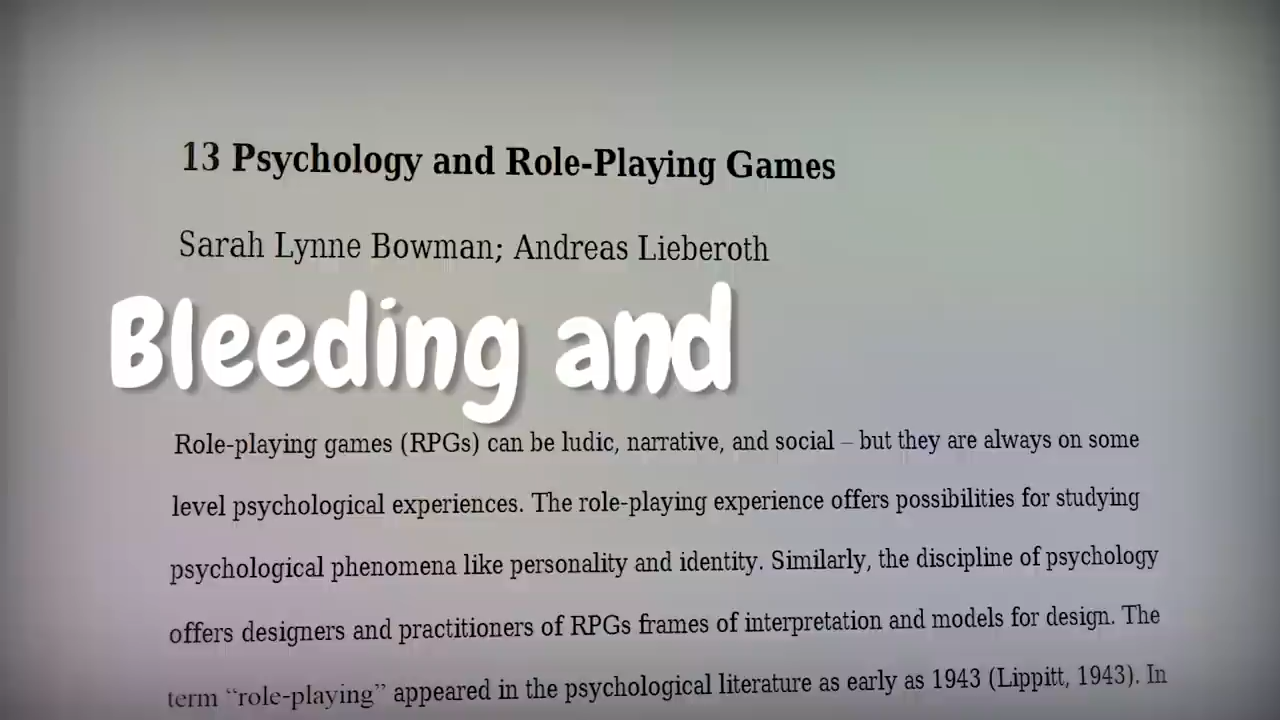 13 Psychology and Role-Playing Games
Sarah Lynne Bowman; Andreas Lieberoth
Bleeding and
Role-playing games (RPGs) can be ludic, narrative, and social – but they are always on some
level psychological experiences. The role-playing experience offers possibilities for studying
psychological phenomena like personality and identity. Similarly, the discipline of psychology
offers designers and practitioners of RPGs frames of interpretation and models for design. The
term “role-playing” appeared in the psychological literature as early as 1943 (Lippitt, 1943). In